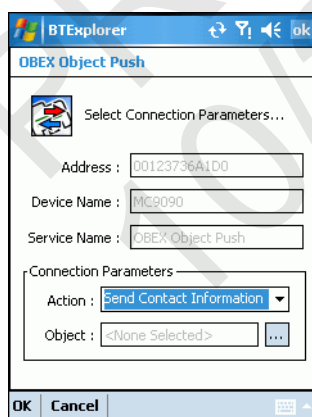 BTExplorer ok
OBEX Object Push
Select Connection Parameters...
Address : 00123736A1D0
Device Name : MC9090
Service Name : OBEX Object Push
Connection Parameters
Action : Send Contact Information
Object : <None Selected> ...
OK Cancel